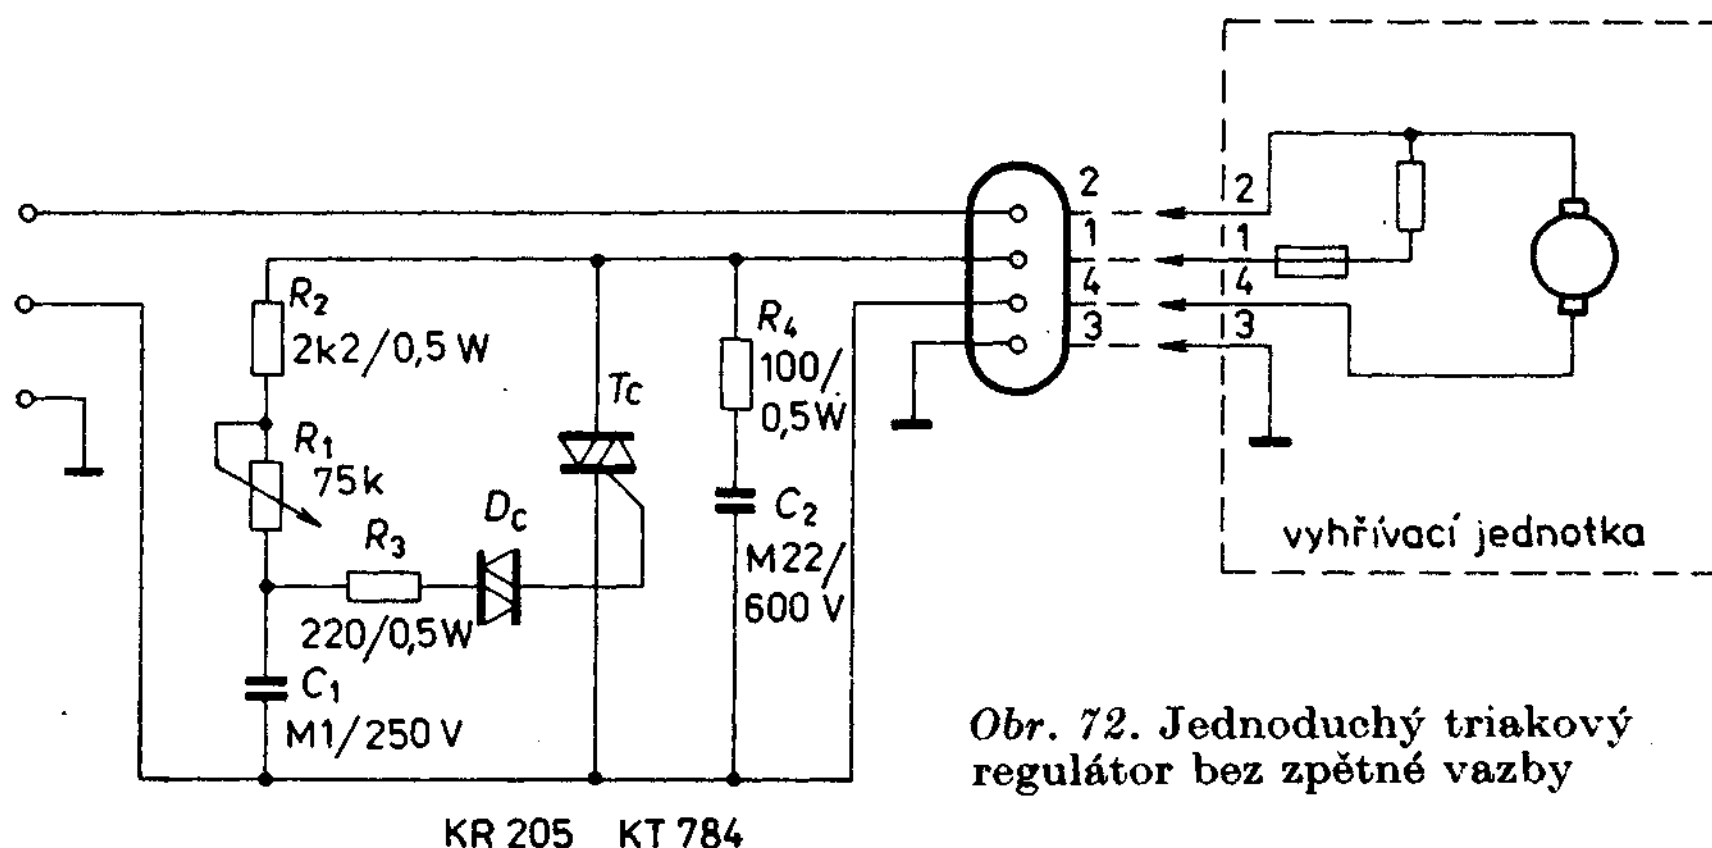 R2
2k2/0,5 W
R1
75k
R3
220/0,5W
C1
M1/250 V
Dc
Tc
R4
100/
0,5W
C2
M22/
600 V
2
1
4
3
2
1
4
3
vyhřívací jednotka
KR 205 KT 784
Obr. 72. Jednoduchý triakový
regulátor bez zpětné vazby